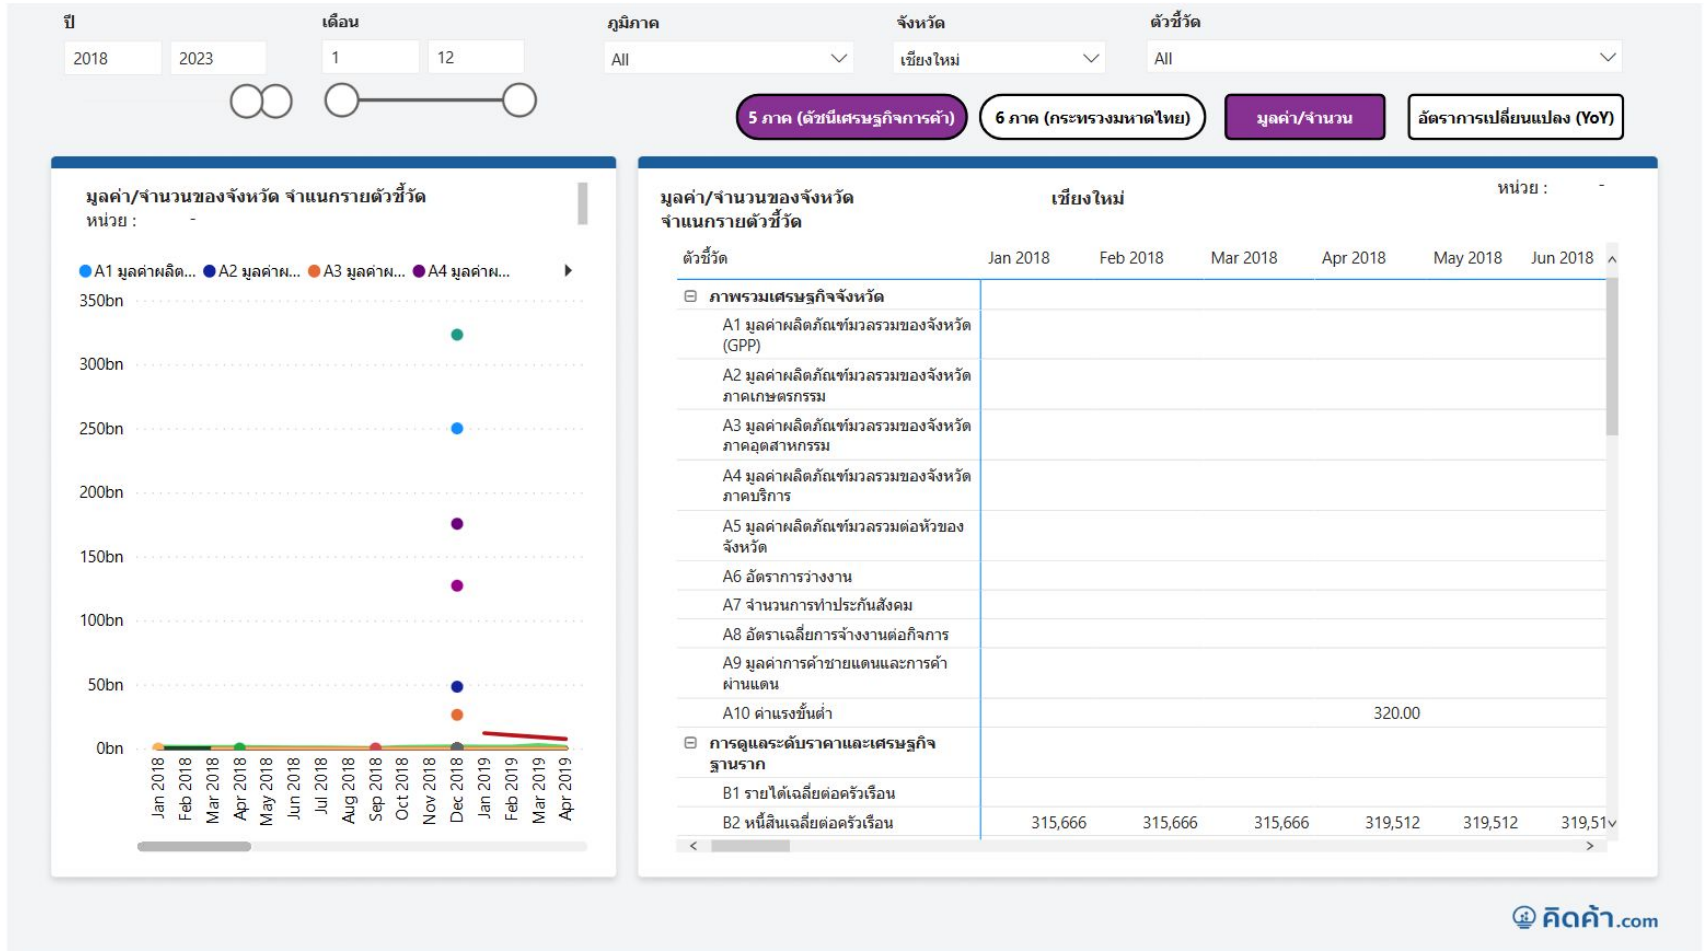 ปี
เดือน
ภูมิภาค
จังหวัด
ตัวชี้วัด
2018
2023
1
12
All
เชียงใหม่
All
5 ภาค (ดัชนีเศรษฐกิจการค้า)
6 ภาค (กระทรวงมหาดไทย)
มูลค่า/จำนวน
อัตราการเปลี่ยนแปลง (YoY)
มูลค่า/จำนวนของจังหวัด จำแนกรายตัวชี้วัด
หน่วย : -
A1 มูลค่าผลิต... A2 มูลค่าผ... A3 มูลค่าผ... A4 มูลค่าผ...
350bn
300bn
250bn
200bn
150bn
100bn
50bn
0bn
Jan 2018
Feb 2018
Mar 2018
Apr 2018
May 2018
Jun 2018
Jul 2018
Aug 2018
Sep 2018
Oct 2018
Nov 2018
Dec 2018
Jan 2019
Feb 2019
Mar 2019
Apr 2019
มูลค่า/จำนวนของจังหวัด
จำแนกรายตัวชี้วัด
เชียงใหม่
หน่วย : -
ตัวชี้วัด Jan 2018 Feb 2018 Mar 2018 Apr 2018 May 2018 Jun 2018
ภาพรวมเศรษฐกิจจังหวัด
A1 มูลค่าผลิตภัณฑ์มวลรวมของจังหวัด
(GPP)
A2 มูลค่าผลิตภัณฑ์มวลรวมของจังหวัด
ภาคเกษตรกรรม
A3 มูลค่าผลิตภัณฑ์มวลรวมของจังหวัด
ภาคอุตสาหกรรม
A4 มูลค่าผลิตภัณฑ์มวลรวมของจังหวัด
ภาคบริการ
A5 มูลค่าผลิตภัณฑ์มวลรวมต่อหัวของ
จังหวัด
A6 อัตราการว่างงาน
A7 จำนวนการทำประกันสังคม
A8 อัตราเฉลี่ยการจ้างงานต่อกิจการ
A9 มูลค่าการค้าชายแดนและการค้า
ผ่านแดน
A10 ค่าแรงขั้นต่ำ 320.00
การดูแลระดับราคาและเศรษฐกิจ
ฐานราก
B1 รายได้เฉลี่ยต่อครัวเรือน
B2 หนี้สินเฉลี่ยต่อครัวเรือน 315,666 315,666 315,666 319,512 319,512 319,51
คิดค้า.com